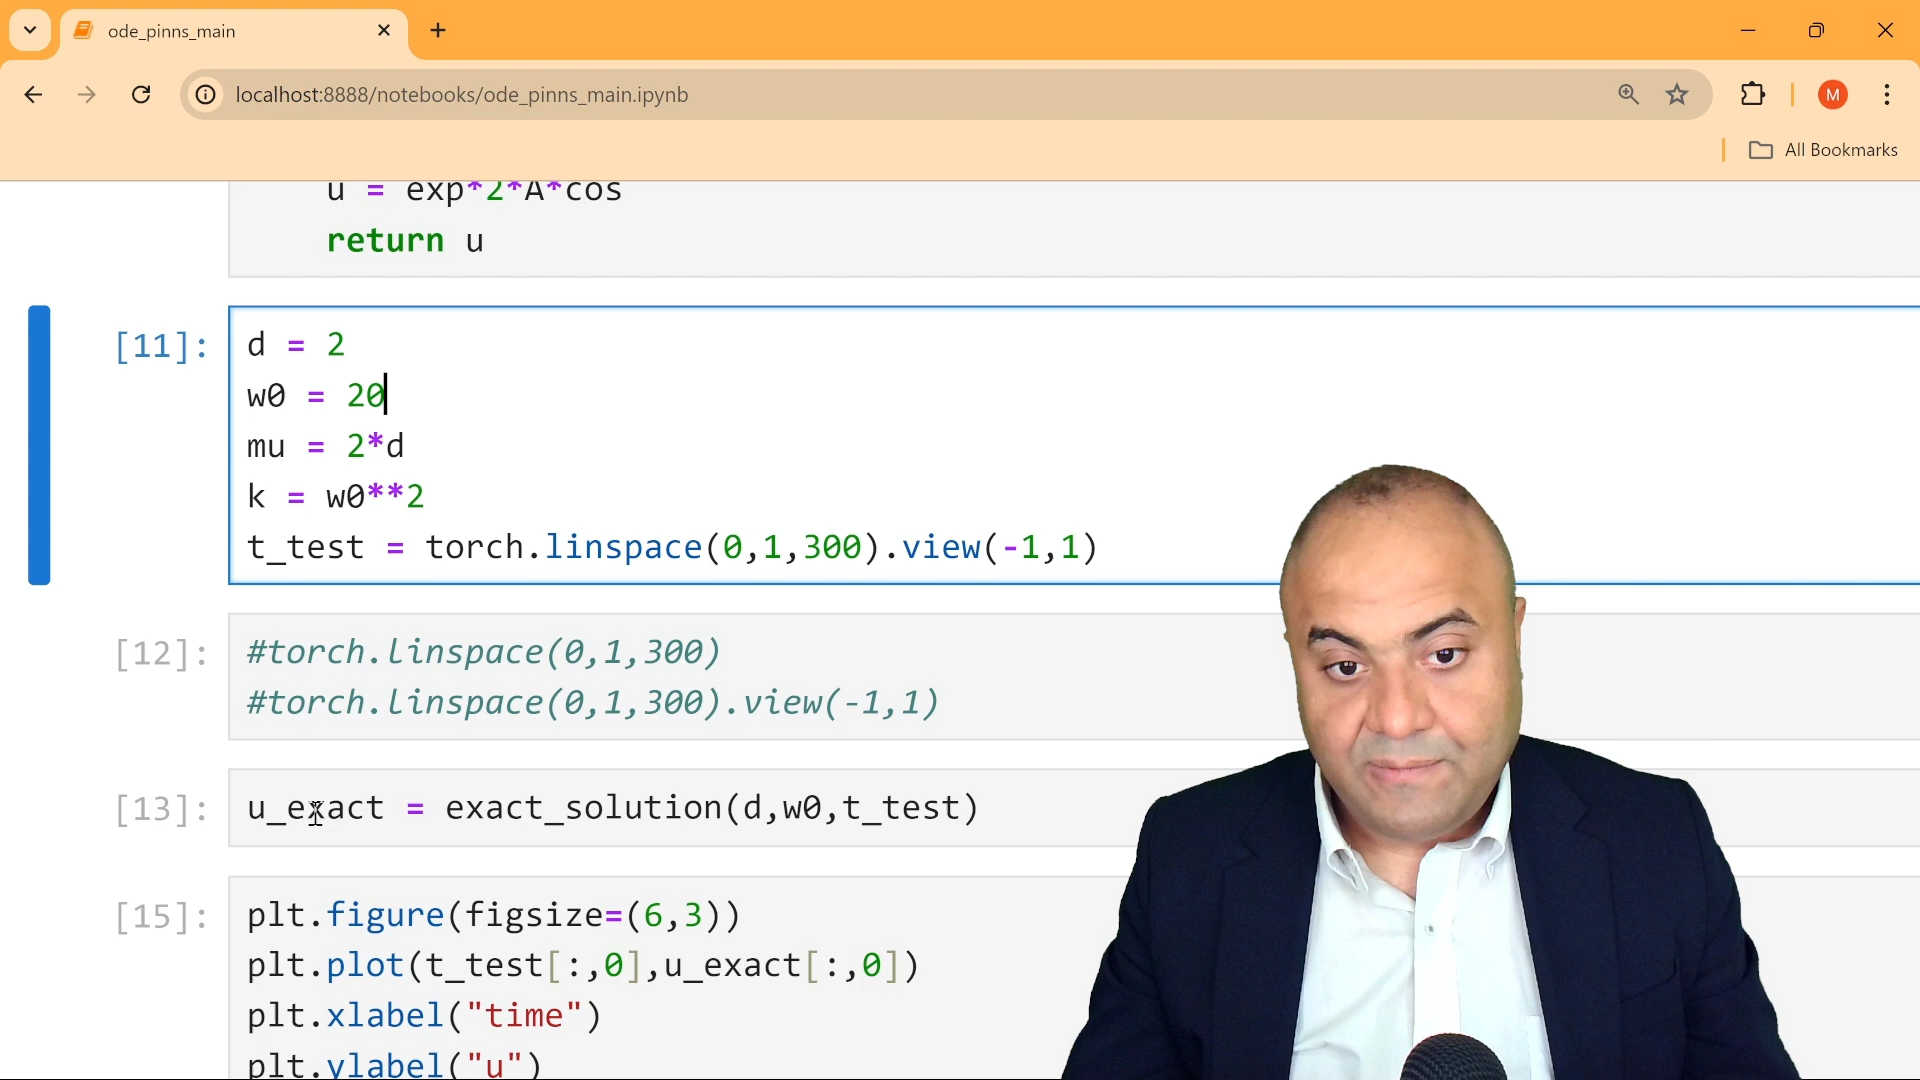 ode_pinns_main
localhost:8888/notebooks/ode_pinns_main.ipynb
M
All Bookmarks
u = exp*2*A*cos
return u
[11]:
d = 2
w0 = 20
mu = 2*d
k = w0**2
t_test = torch.linspace(0,1,300).view(-1,1)
[12]:
#torch.linspace(0,1,300)
#torch.linspace(0,1,300).view(-1,1)
[13]:
u_exact = exact_solution(d,w0,t_test)
[15]:
plt.figure(figsize=(6,3))
plt.plot(t_test[:,0],u_exact[:,0])
plt.xlabel("time")
plt.ylabel("u")